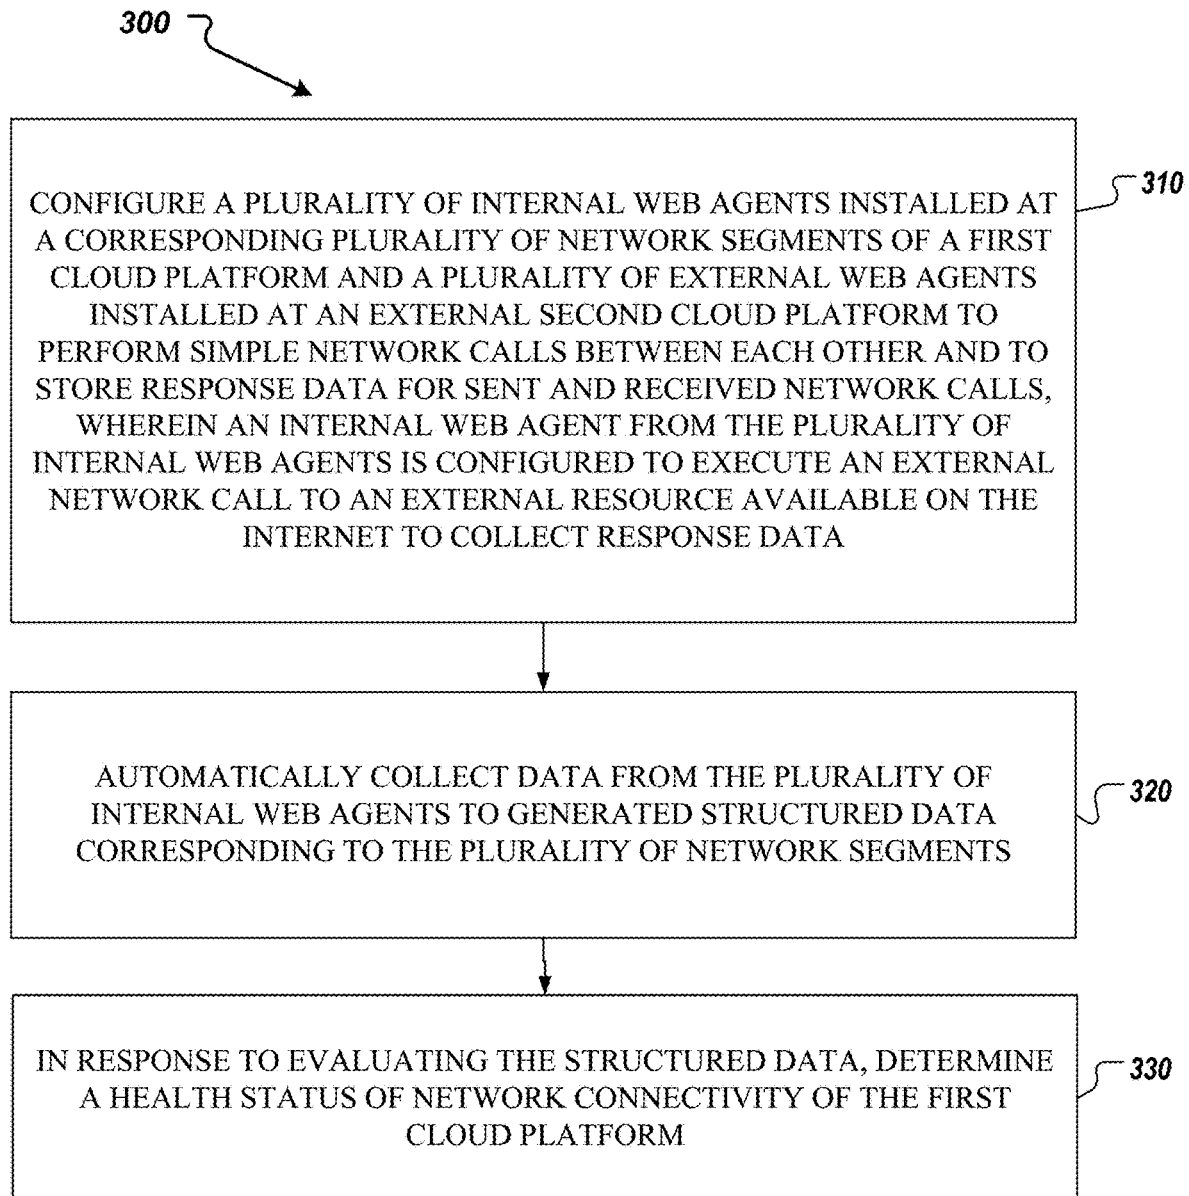 300
310
CONFIGURE A PLURALITY OF INTERNAL WEB AGENTS INSTALLED AT
A CORRESPONDING PLURALITY OF NETWORK SEGMENTS OF A FIRST
CLOUD PLATFORM AND A PLURALITY OF EXTERNAL WEB AGENTS
INSTALLED AT AN EXTERNAL SECOND CLOUD PLATFORM TO
PERFORM SIMPLE NETWORK CALLS BETWEEN EACH OTHER AND TO
STORE RESPONSE DATA FOR SENT AND RECEIVED NETWORK CALLS,
WHEREIN AN INTERNAL WEB AGENT FROM THE PLURALITY OF
INTERNAL WEB AGENTS IS CONFIGURED TO EXECUTE AN EXTERNAL
NETWORK CALL TO AN EXTERNAL RESOURCE AVAILABLE ON THE
INTERNET TO COLLECT RESPONSE DATA
AUTOMATICALLY COLLECT DATA FROM THE PLURALITY OF
INTERNAL WEB AGENTS TO GENERATED STRUCTURED DATA
CORRESPONDING TO THE PLURALITY OF NETWORK SEGMENTS
320
IN RESPONSE TO EVALUATING THE STRUCTURED DATA, DETERMINE
A HEALTH STATUS OF NETWORK CONNECTIVITY OF THE FIRST
CLOUD PLATFORM
330